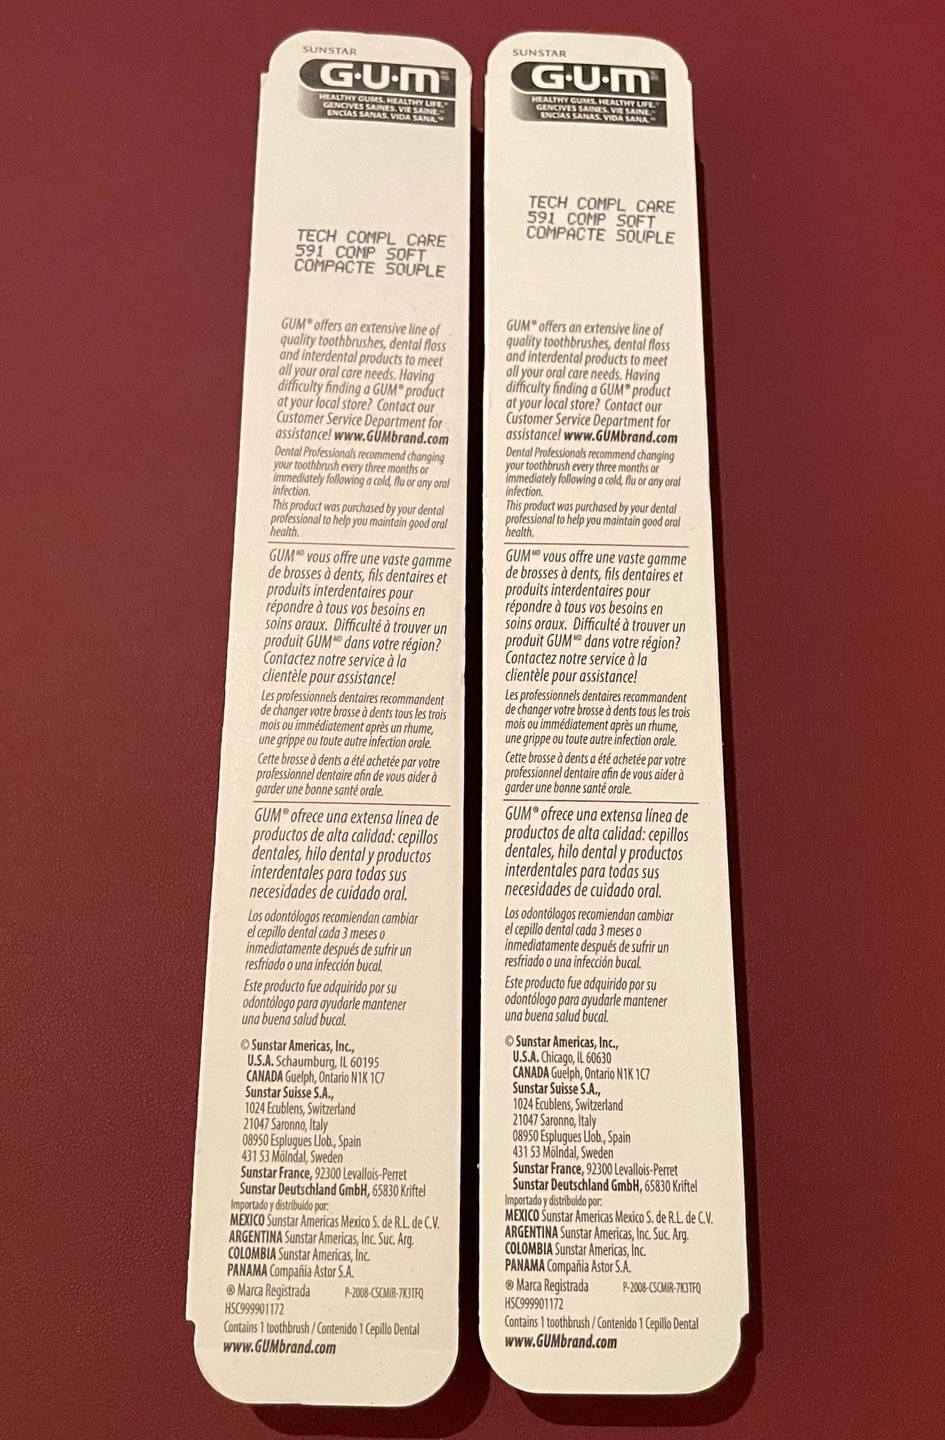 SUNSTAR
G·U·M
HEALTHY GUMS. HEALTHY LIFE.®
GENCIVES SAINES. VIE SAINE.
ENCÍAS SANAS. VIDA SANA.
TECH COMPL CARE
591 COMP SOFT
COMPACTE SOUPLE
GUM® offers an extensive line of
quality toothbrushes, dental floss
and interdental products to meet
all your oral care needs. Having
difficulty finding a GUM® product
at your local store? Contact our
Customer Service Department for
assistance! www.GUMbrand.com
Dental Professionals recommend changing
your toothbrush every three months or
immediately following a cold, flu or any oral
infection.
This product was purchased by your dental
professional to help you maintain good oral
health.
GUM MD vous offre une vaste gamme
de brosses à dents, fils dentaires et
produits interdentaires pour
répondre à tous vos besoins en
soins oraux. Difficulté à trouver un
produit GUM MD dans votre région?
Contactez notre service à la
clientèle pour assistance!
Les professionnels dentaires recommandent
de changer votre brosse à dents tous les trois
mois ou immédiatement après un rhume,
une grippe ou toute autre infection orale.
Cette brosse à dents a été achetée par votre
professionnel dentaire afin de vous aider à
garder une bonne santé orale.
GUM® ofrece una extensa línea de
productos de alta calidad: cepillos
dentales, hilo dental y productos
interdentales para todas sus
necesidades de cuidado oral.
Los odontólogos recomiendan cambiar
el cepillo dental cada 3 meses o
inmediatamente después de sufrir un
resfriado o una infección bucal.
Este producto fue adquirido por su
odontólogo para ayudarle mantener
una buena salud bucal.
© Sunstar Americas, Inc.,
U.S.A. Schaumburg, IL 60195
CANADA Guelph, Ontario N1K 1C7
Sunstar Suisse S.A.,
1024 Ecublens, Switzerland
21047 Saronno, Italy
08950 Esplugues Llob., Spain
431 53 Mölndal, Sweden
Sunstar France, 92300 Levallois-Perret
Sunstar Deutschland GmbH, 65830 Kriftel
Importado y distribuido por:
MEXICO Sunstar Americas Mexico S. de R.L. de C.V.
ARGENTINA Sunstar Americas, Inc. Suc. Arg.
COLOMBIA Sunstar Americas, Inc.
PANAMA Compañia Astor S.A.
® Marca Registrada P-2008-CSCMIR-7K3TFQ
HSC999901172
Contains 1 toothbrush / Contenido 1 Cepillo Dental
www.GUMbrand.com
SUNSTAR
G·U·M
HEALTHY GUMS. HEALTHY LIFE.®
GENCIVES SAINES. VIE SAINE.
ENCÍAS SANAS. VIDA SANA.
TECH COMPL CARE
591 COMP SOFT
COMPACTE SOUPLE
GUM® offers an extensive line of
quality toothbrushes, dental floss
and interdental products to meet
all your oral care needs. Having
difficulty finding a GUM® product
at your local store? Contact our
Customer Service Department for
assistance! www.GUMbrand.com
Dental Professionals recommend changing
your toothbrush every three months or
immediately following a cold, flu or any oral
infection.
This product was purchased by your dental
professional to help you maintain good oral
health.
GUM MD vous offre une vaste gamme
de brosses à dents, fils dentaires et
produits interdentaires pour
répondre à tous vos besoins en
soins oraux. Difficulté à trouver un
produit GUM MD dans votre région?
Contactez notre service à la
clientèle pour assistance!
Les professionnels dentaires recommandent
de changer votre brosse à dents tous les trois
mois ou immédiatement après un rhume,
une grippe ou toute autre infection orale.
Cette brosse à dents a été achetée par votre
professionnel dentaire afin de vous aider à
garder une bonne santé orale.
GUM® ofrece una extensa línea de
productos de alta calidad: cepillos
dentales, hilo dental y productos
interdentales para todas sus
necesidades de cuidado oral.
Los odontólogos recomiendan cambiar
el cepillo dental cada 3 meses o
inmediatamente después de sufrir un
resfriado o una infección bucal.
Este producto fue adquirido por su
odontólogo para ayudarle mantener
una buena salud bucal.
© Sunstar Americas, Inc.,
U.S.A. Chicago, IL 60630
CANADA Guelph, Ontario N1K 1C7
Sunstar Suisse S.A.,
1024 Ecublens, Switzerland
21047 Saronno, Italy
08950 Esplugues Llob., Spain
431 53 Mölndal, Sweden
Sunstar France, 92300 Levallois-Perret
Sunstar Deutschland GmbH, 65830 Kriftel
Importado y distribuido por:
MEXICO Sunstar Americas Mexico S. de R.L. de C.V.
ARGENTINA Sunstar Americas, Inc. Suc. Arg.
COLOMBIA Sunstar Americas, Inc.
PANAMA Compañia Astor S.A.
® Marca Registrada P-2008-CSCMIR-7K3TFQ
HSC999901172
Contains 1 toothbrush / Contenido 1 Cepillo Dental
www.GUMbrand.com